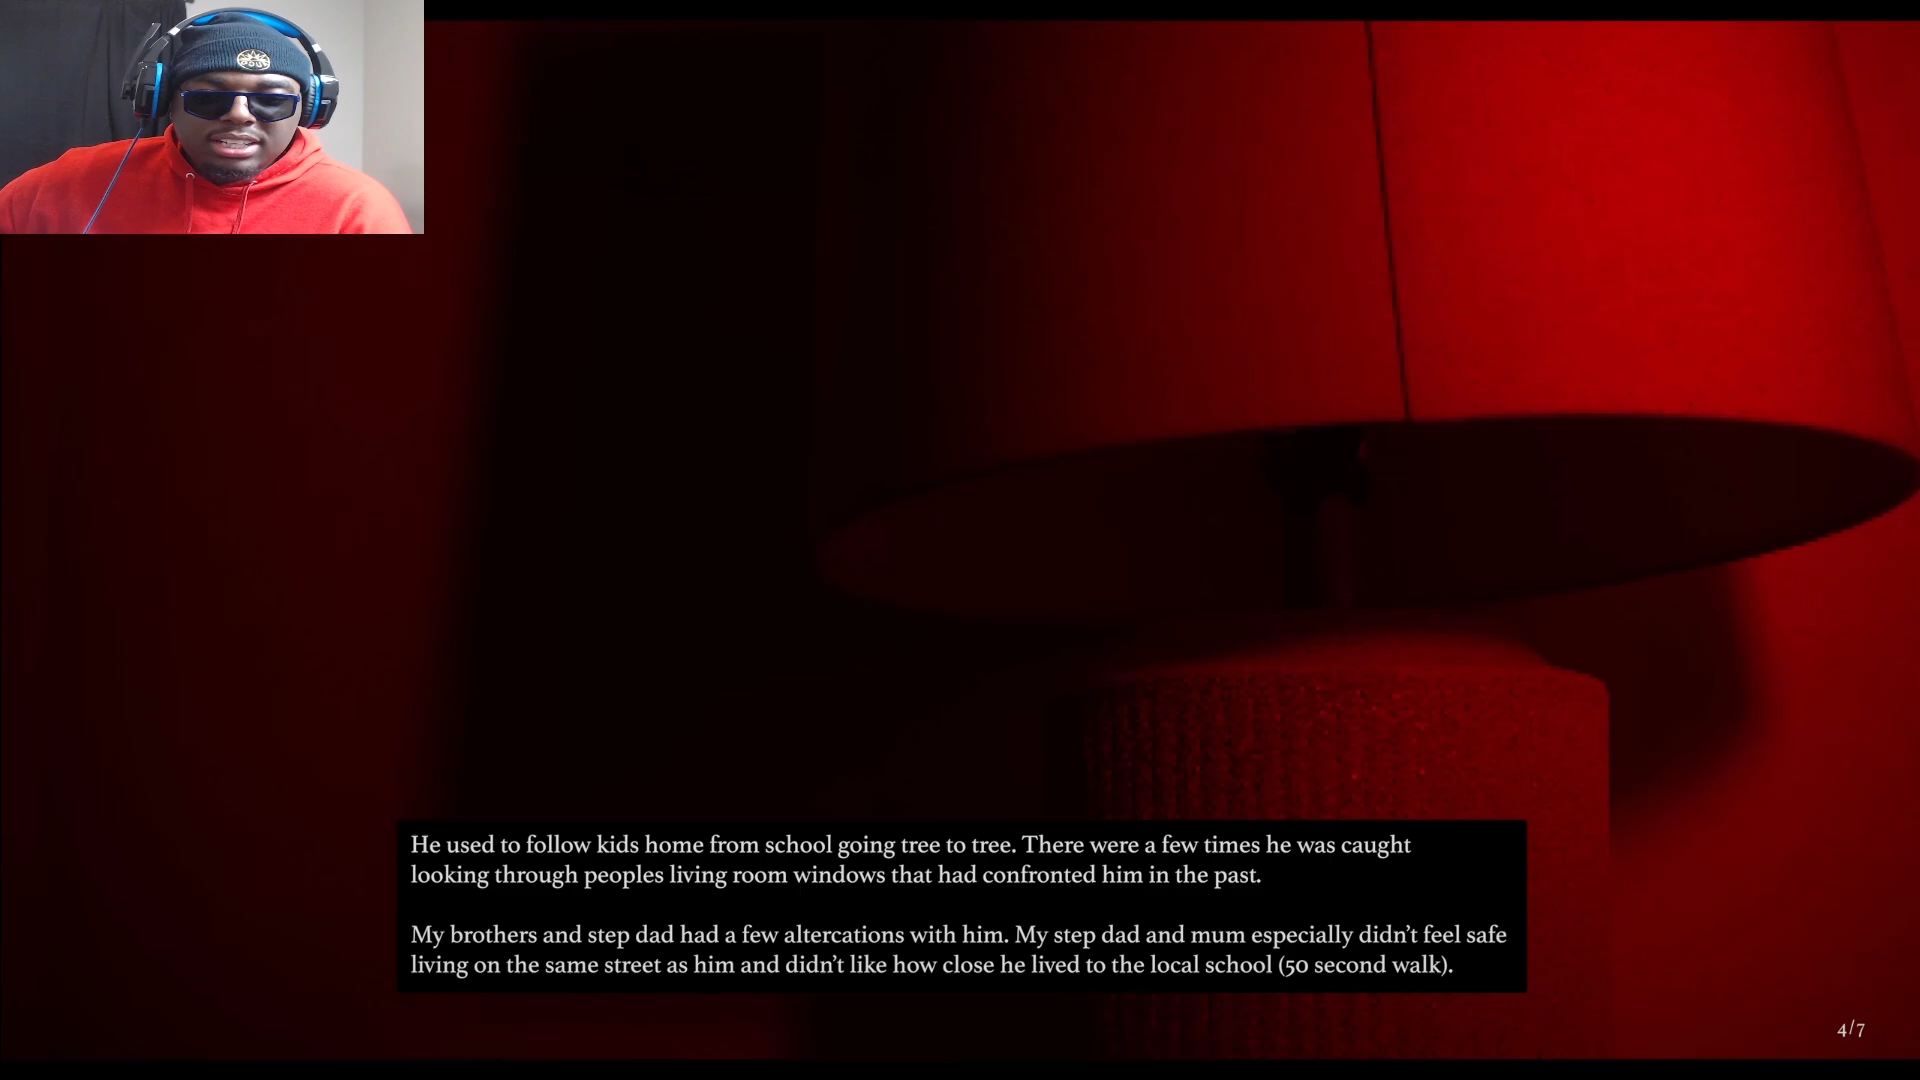 He used to follow kids home from school going tree to tree. There were a few times he was caught
looking through peoples living room windows that had confronted him in the past.
My brothers and step dad had a few altercations with him. My step dad and mum especially didn't feel safe
living on the same street as him and didn't like how close he lived to the local school (50 second walk).
4/7